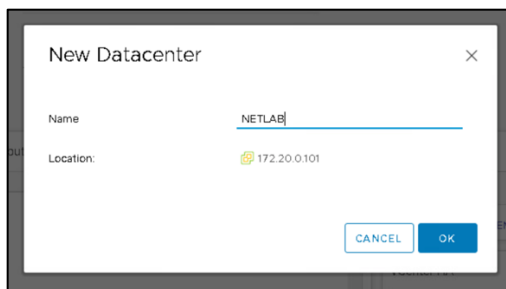 New Datacenter
Name
NETLAB
Location:
172.20.0.101
CANCEL
OK